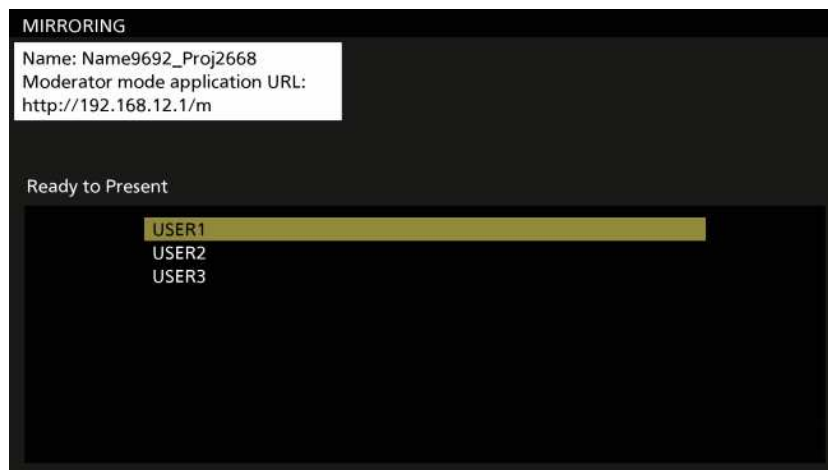 MIRRORING
Name: Name9692_Proj2668
Moderator mode application URL:
http://192.168.12.1/m
Ready to Present
USER1
USER2
USER3